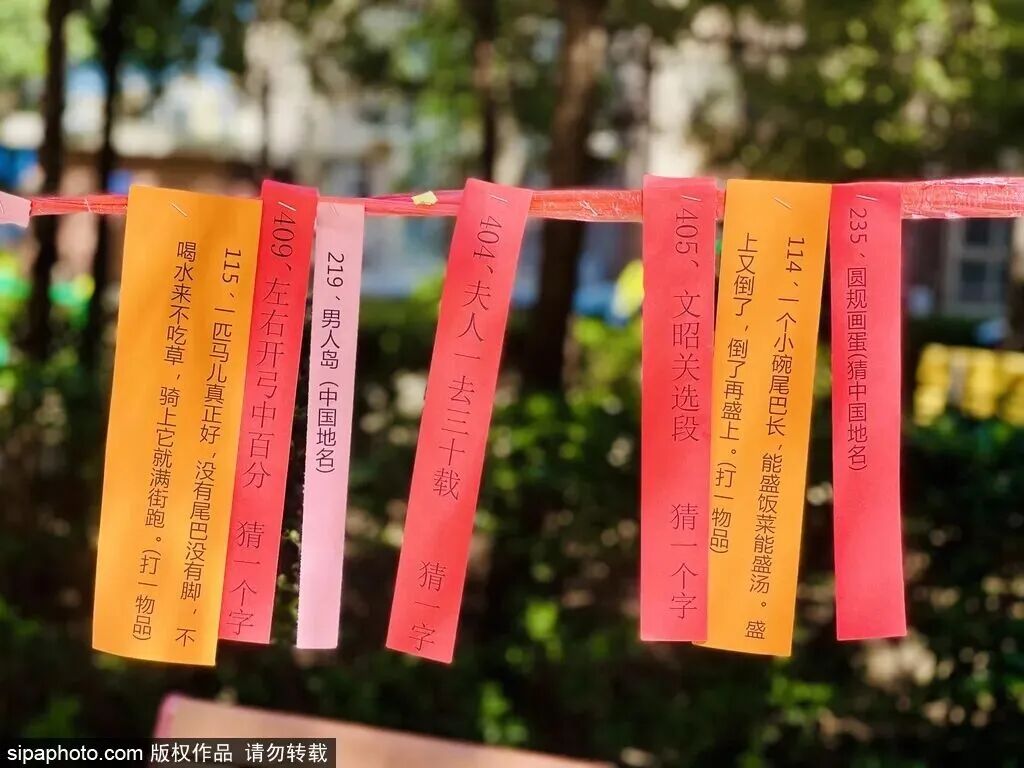 115、一匹马儿真正好，没有尾巴没有脚，不
喝水来不吃草，骑上它就满街跑。(打一物品)
409、左右开弓中百分 猜一个字
219、男人岛（中国地名）
404、夫人一去三十载 猜一字
405、文昭关选段 猜一个字
114、一个小碗尾巴长，能盛饭菜能盛汤。盛
上又倒了，倒了再盛上。(打一物品)
235、圆规画蛋(猜中国地名)
sipaphoto.com 版权作品 请勿转载